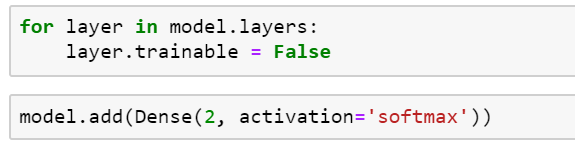 for layer in model.layers:
    layer.trainable = False
model.add(Dense(2, activation='softmax'))